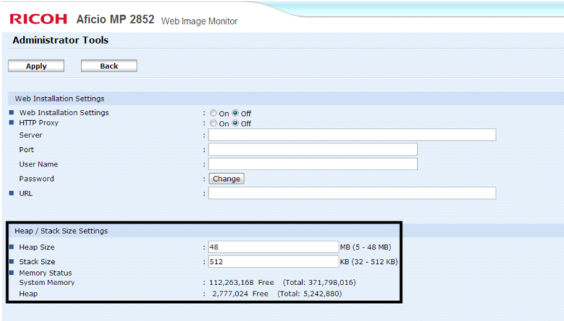 RICOH Aficio MP 2852 Web Image Monitor
Administrator Tools
Apply Back
Web Installation Settings
Web Installation Settings : On Off
HTTP Proxy : On Off
Server :
Port :
User Name :
Password : Change
URL :
Heap / Stack Size Settings
Heap Size : 48 MB (5 - 48 MB)
Stack Size : 512 KB (32 - 512 KB)
Memory Status
System Memory : 112,263,168 Free (Total: 371,798,016)
Heap : 2,777,024 Free (Total: 5,242,880)